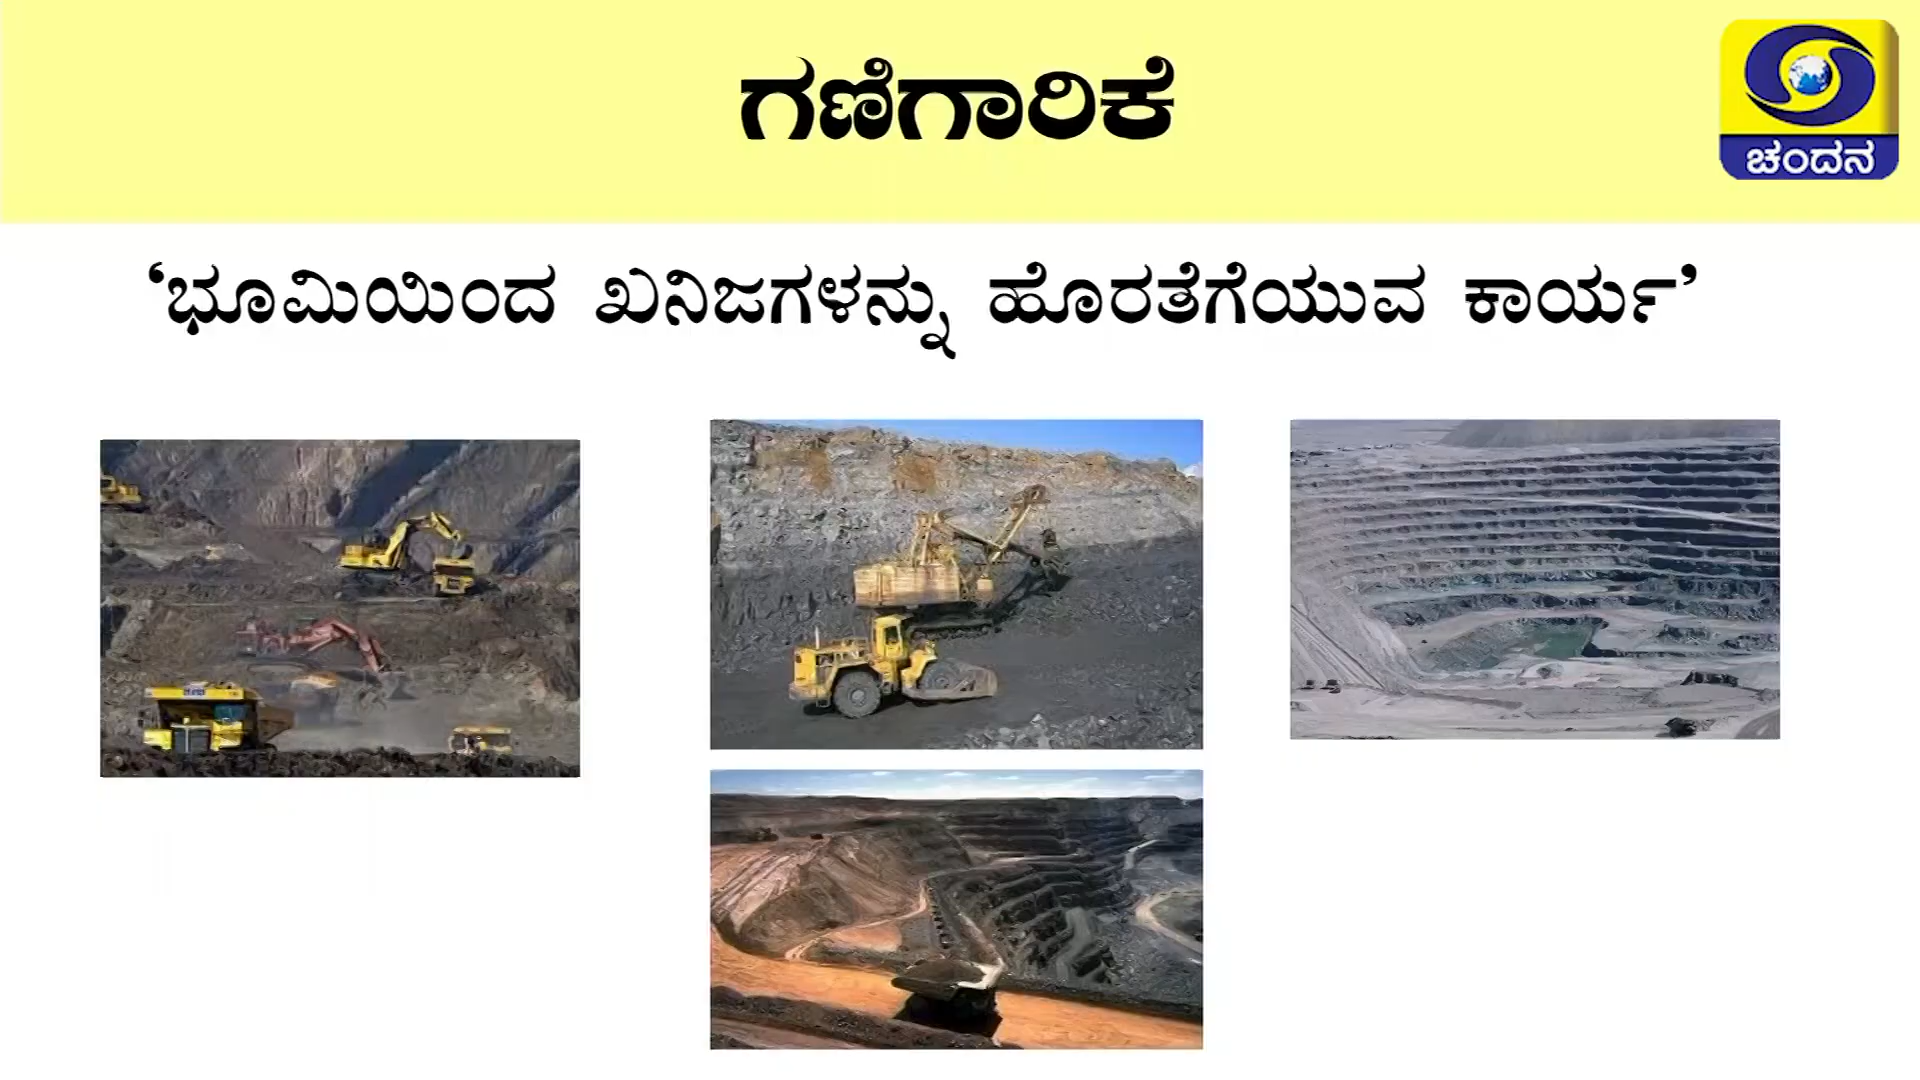 ಗಣಿಗಾರಿಕೆ
ಚಂದನ
‘ಭೂಮಿಯಿಂದ ಖನಿಜಗಳನ್ನು ಹೊರತೆಗೆಯುವ ಕಾರ್ಯ’